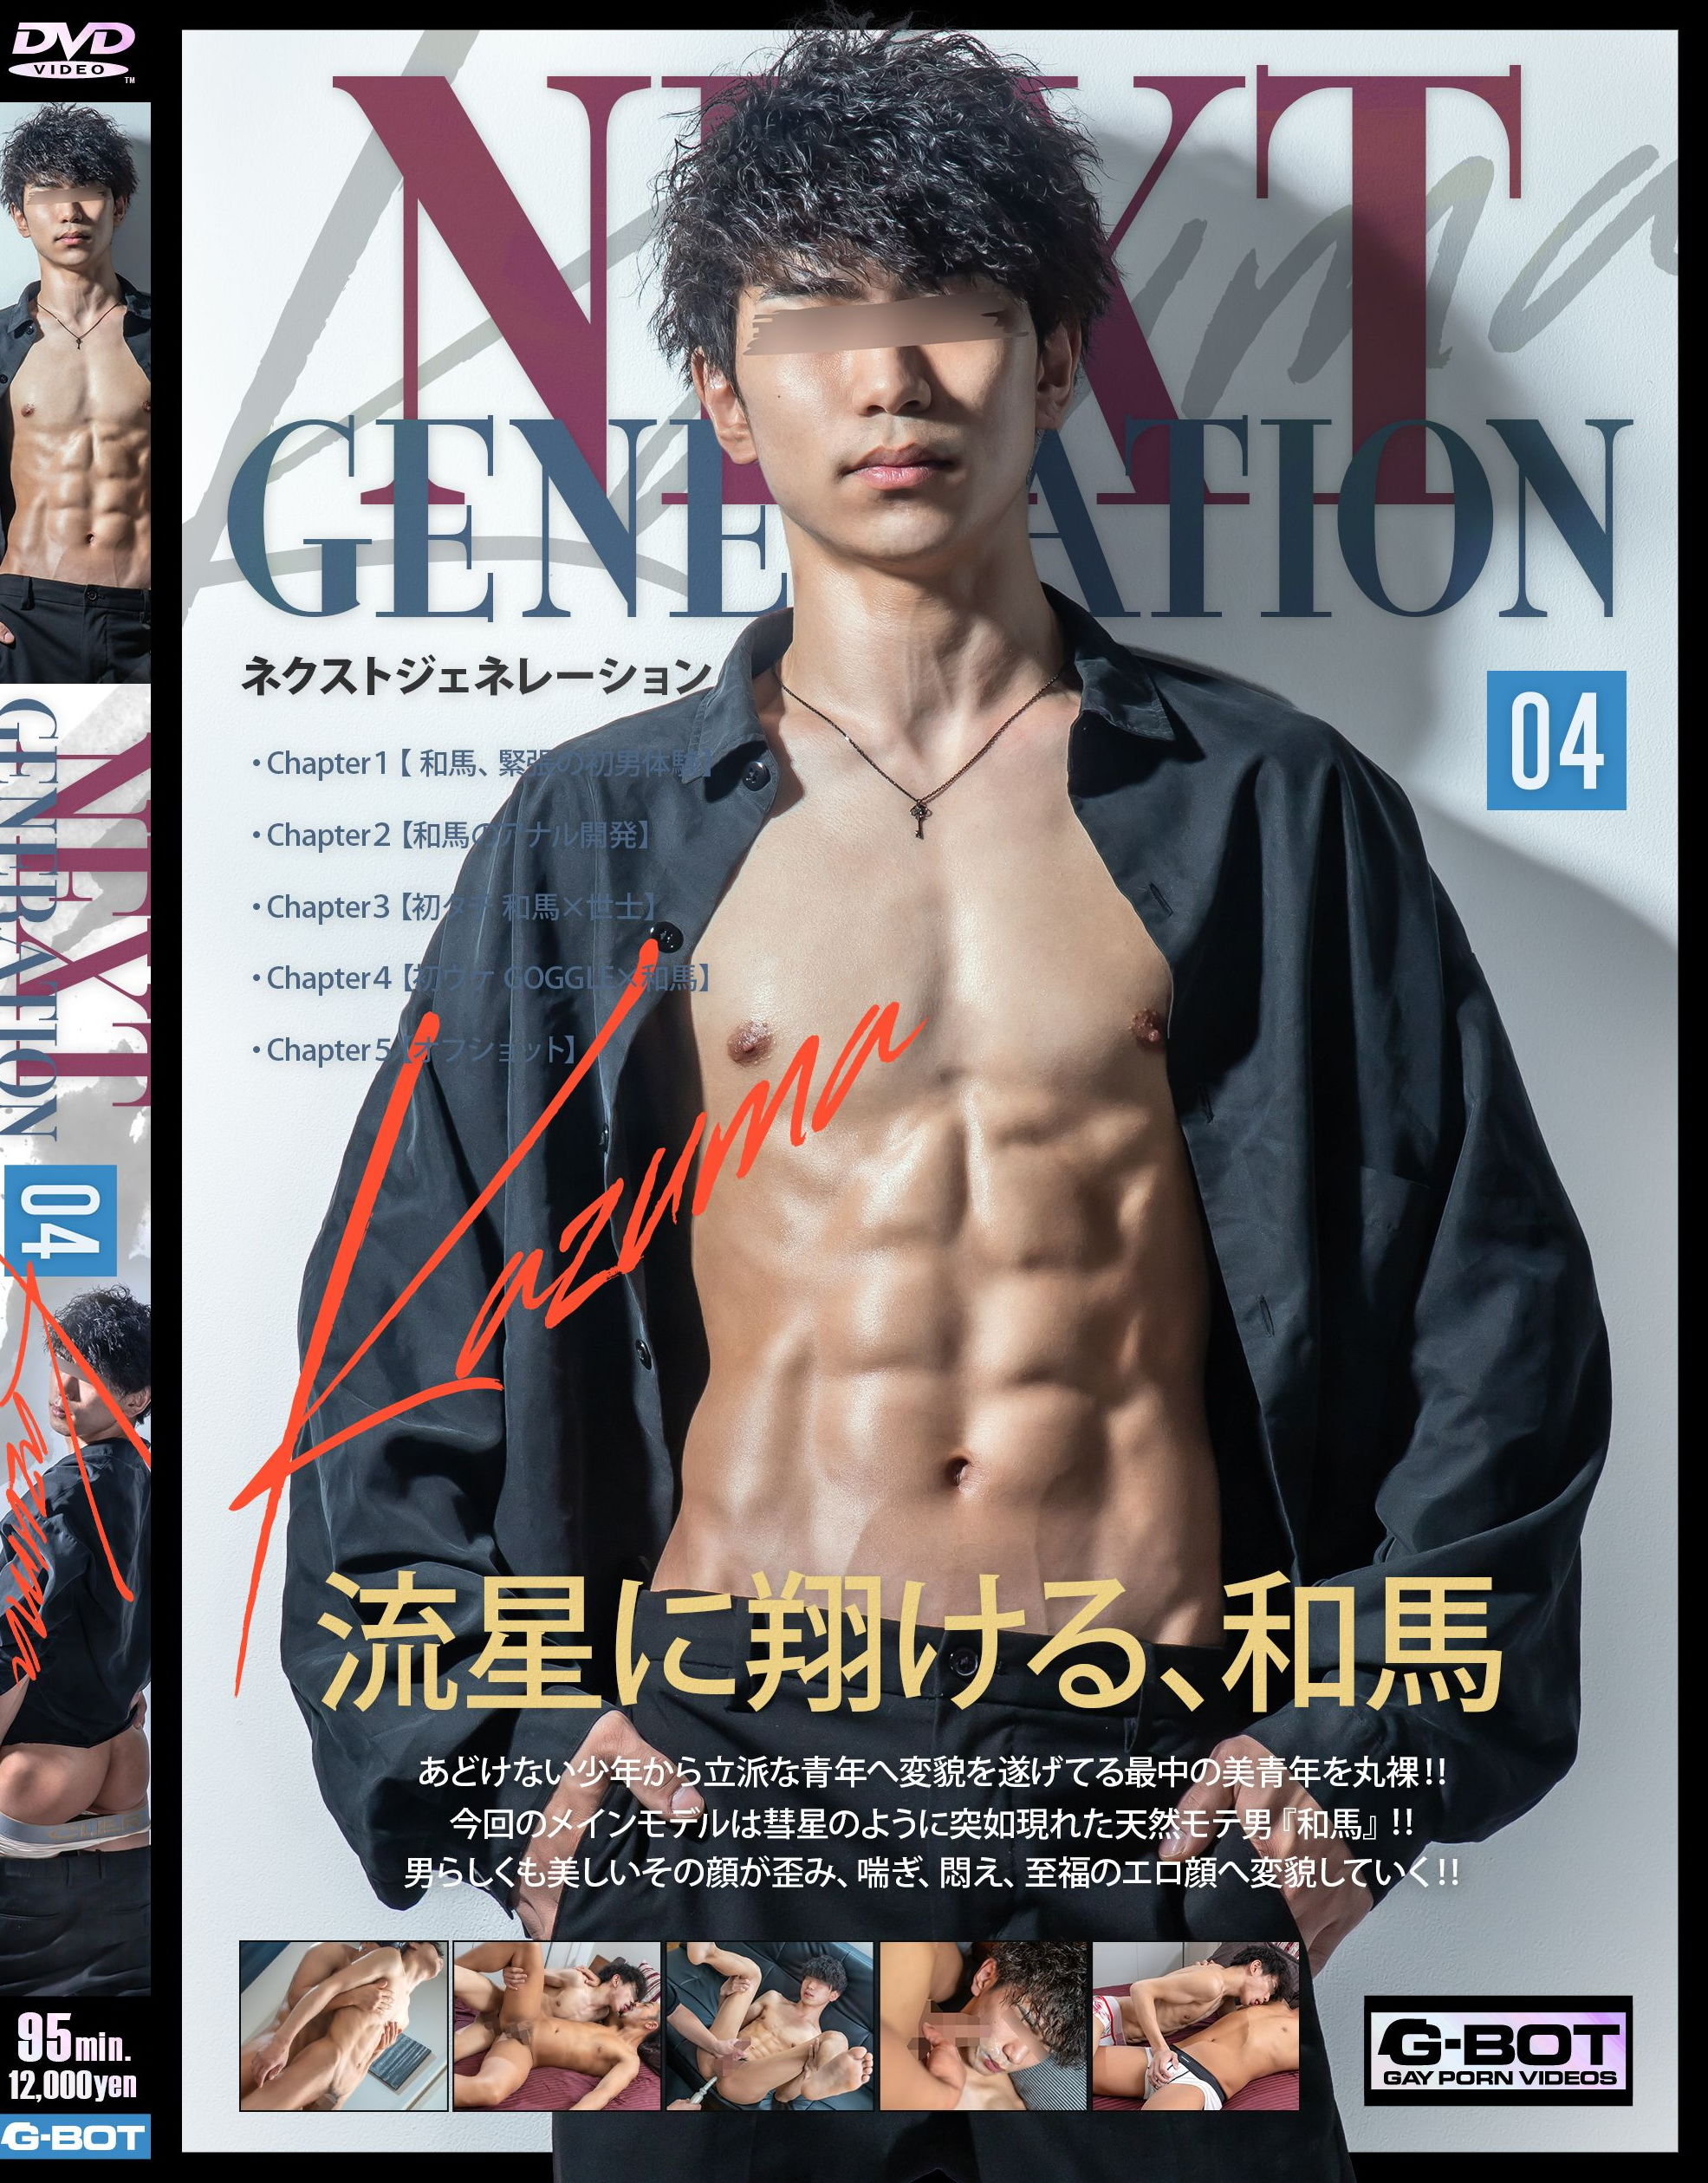 DVD
VIDEO
TM
NEXT
GENERATION
04
Kazuma
95min.
12,000yen
G-BOT
NEXT
Kazuma
GENERATION
ネクストジェネレーション
04
・Chapter1【 和馬、緊張の初男体験】
・Chapter2【和馬のアナル開発】
・Chapter3【初タチ 和馬×世士】
・Chapter4【初ウケ GOGGLE×和馬】
・Chapter5【オフショット】
Kazuma
流星に翔ける、和馬
あどけない少年から立派な青年へ変貌を遂げてる最中の美青年を丸裸!!
今回のメインモデルは彗星のように突如現れた天然モテ男『和馬』!!
男らしくも美しいその顔が歪み、喘ぎ、悶え、至福のエロ顔へ変貌していく!!
G-BOT
GAY PORN VIDEOS